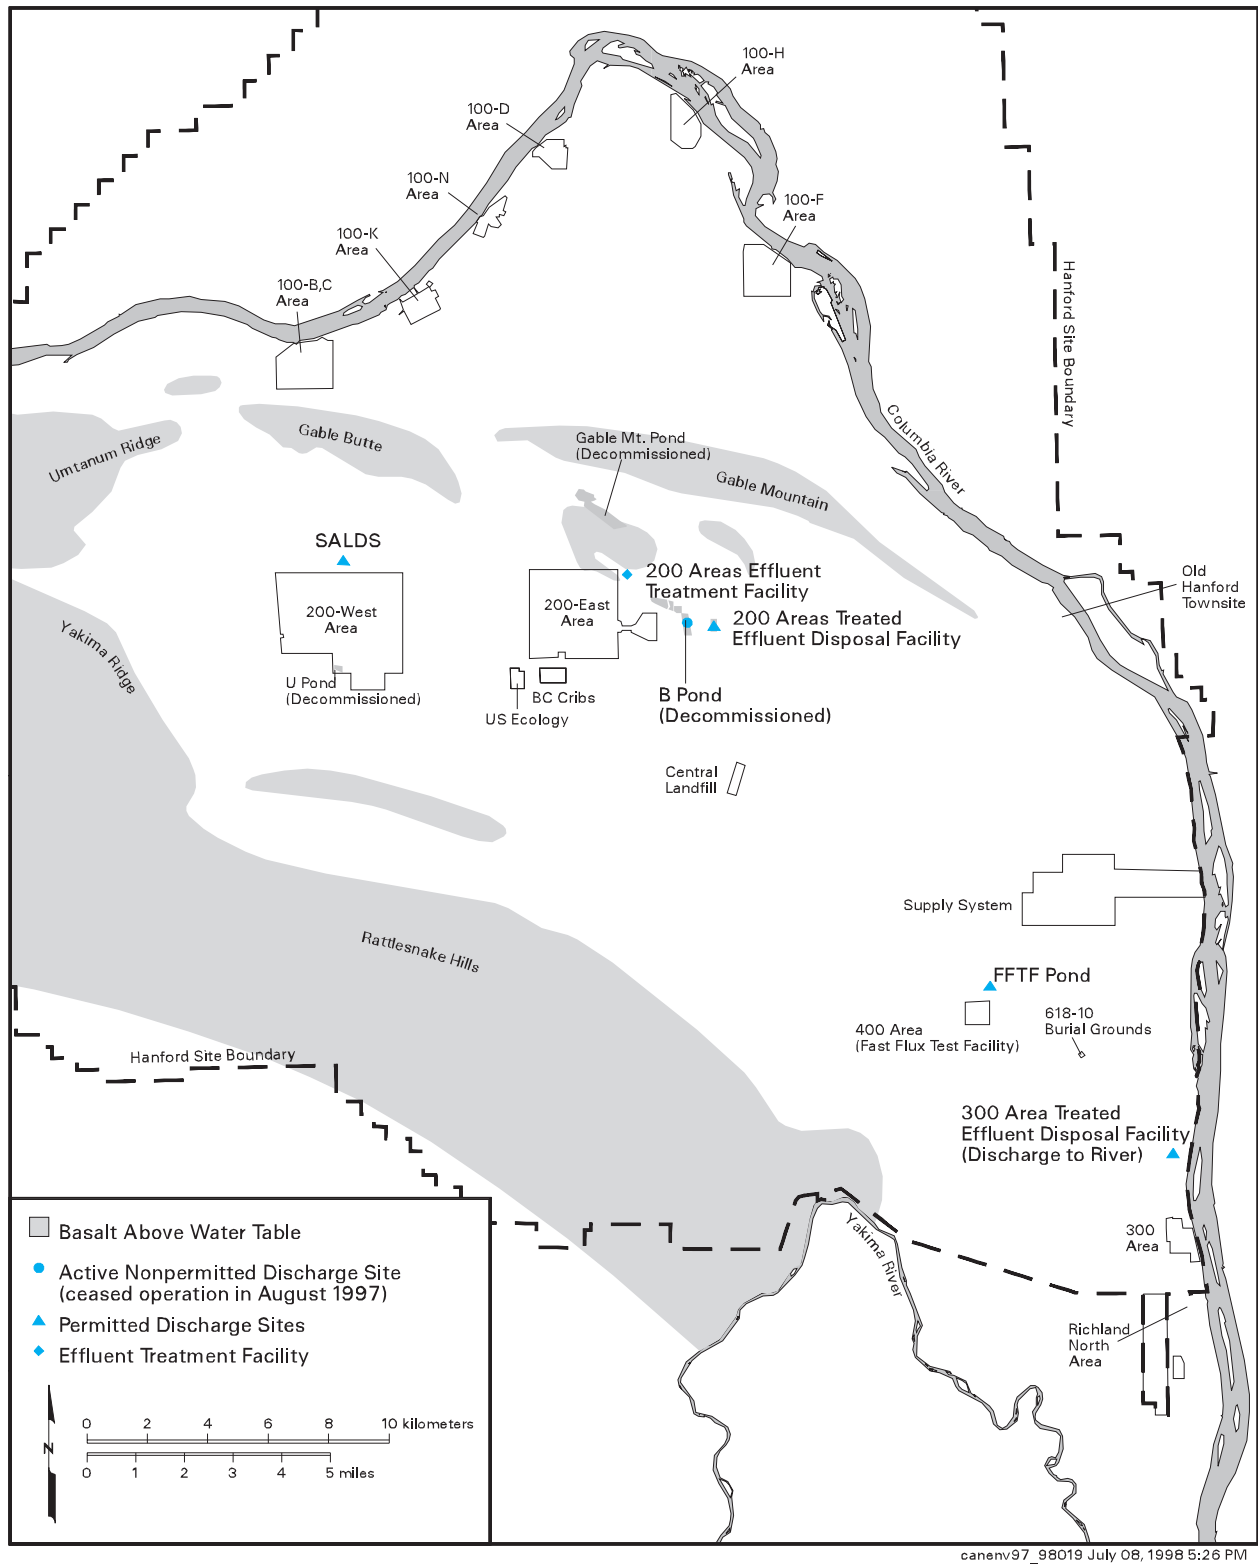 100-H
Area
100-D
Area
100-N
Area
100-F
Area
100-K
Area
100-B,C
Area
Hanford Site Boundary
Columbia River
Umtanum Ridge
Gable Butte
Gable Mt. Pond
(Decommissioned)
Gable Mountain
SALDS
200 Areas Effluent
Treatment Facility
Old
Hanford
Townsite
200-West
Area
200-East
Area
200 Areas Treated
Effluent Disposal Facility
Yakima Ridge
U Pond
(Decommissioned)
BC Cribs
US Ecology
B Pond
(Decommissioned)
Central
Landfill
Supply System
Rattlesnake Hills
FFTF Pond
400 Area
(Fast Flux Test Facility)
618-10
Burial Grounds
Hanford Site Boundary
300 Area Treated
Effluent Disposal Facility
(Discharge to River)
Yakima River
300
Area
Richland
North
Area
Basalt Above Water Table
Active Nonpermitted Discharge Site
(ceased operation in August 1997)
Permitted Discharge Sites
Effluent Treatment Facility
N
0 2 4 6 8 10 kilometers
0 1 2 3 4 5 miles
canenv97_98019 July 08, 1998 5:26 PM